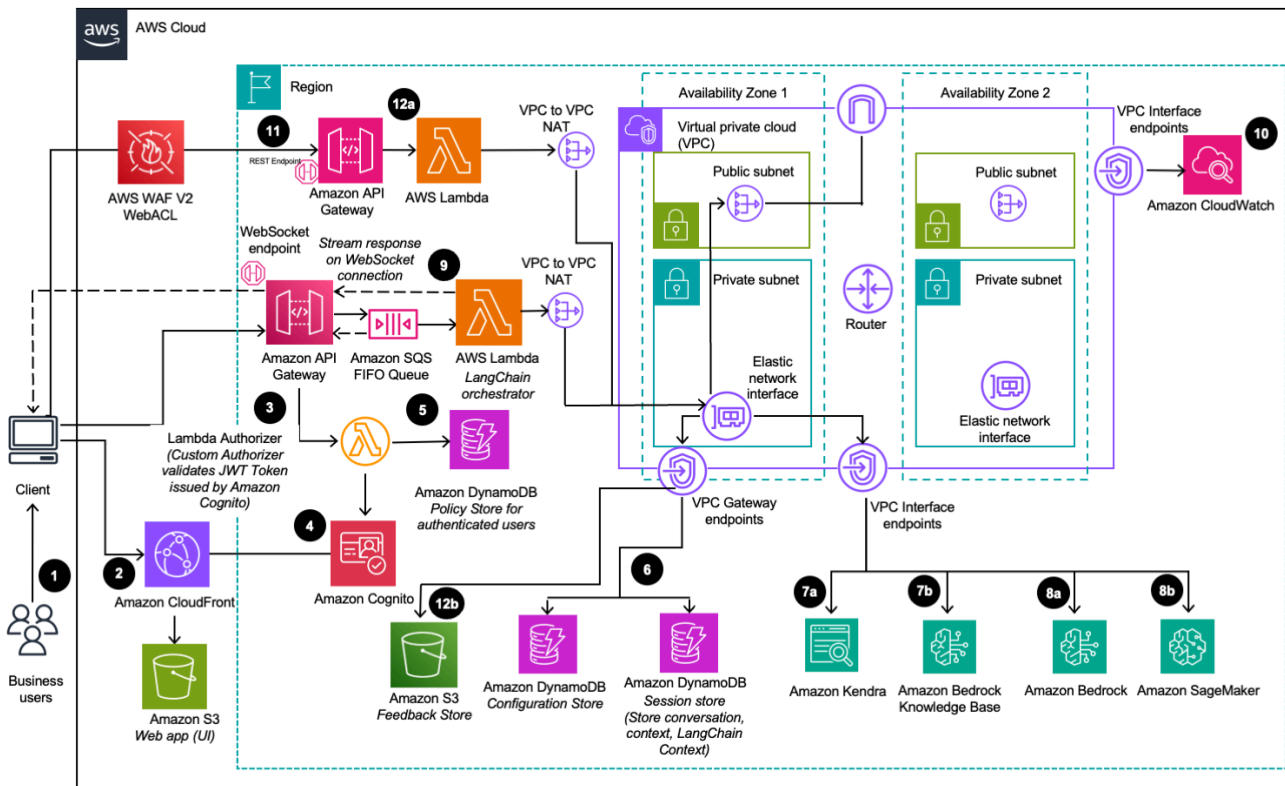 aws
AWS Cloud
Region
Availability Zone 1
Availability Zone 2
11
12a
VPC to VPC
NAT
Virtual private cloud
(VPC)
VPC Interface
endpoints
10
REST Endpoint
Public subnet
Public subnet
AWS WAF V2
WebACL
Amazon API
Gateway
AWS Lambda
Amazon CloudWatch
WebSocket
endpoint
Stream response
on WebSocket
connection
9
VPC to VPC
NAT
Private subnet
Private subnet
Router
Amazon API
Gateway
Amazon SQS
FIFO Queue
AWS Lambda
LangChain
orchestrator
Elastic
network
interface
Elastic network
interface
3
5
Lambda Authorizer
(Custom Authorizer
validates JWT Token
issued by Amazon
Cognito)
Client
Amazon DynamoDB
Policy Store for
authenticated users
VPC Gateway
endpoints
VPC Interface
endpoints
4
1
2
6
Amazon CloudFront
Amazon Cognito
12b
7a
7b
8a
8b
Business
users
Amazon S3
Web app (UI)
Amazon S3
Feedback Store
Amazon DynamoDB
Configuration Store
Amazon DynamoDB
Session store
(Store conversation,
context, LangChain
Context)
Amazon Kendra
Amazon Bedrock
Knowledge Base
Amazon Bedrock
Amazon SageMaker